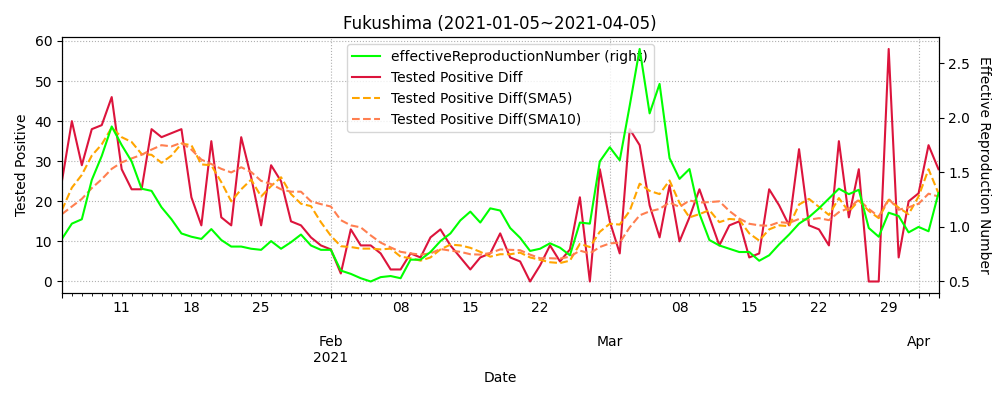 Fukushima (2021-01-05~2021-04-05)
effectiveReproductionNumber (right)
Tested Positive Diff
Tested Positive Diff(SMA5)
Tested Positive Diff(SMA10)
Tested Positive
60
50
40
30
20
10
0
2.5
2.0
1.5
1.0
0.5
Effective Reproduction Number
11 18 25 08 15 22 08 15 22 29
Feb Mar Apr
2021
Date